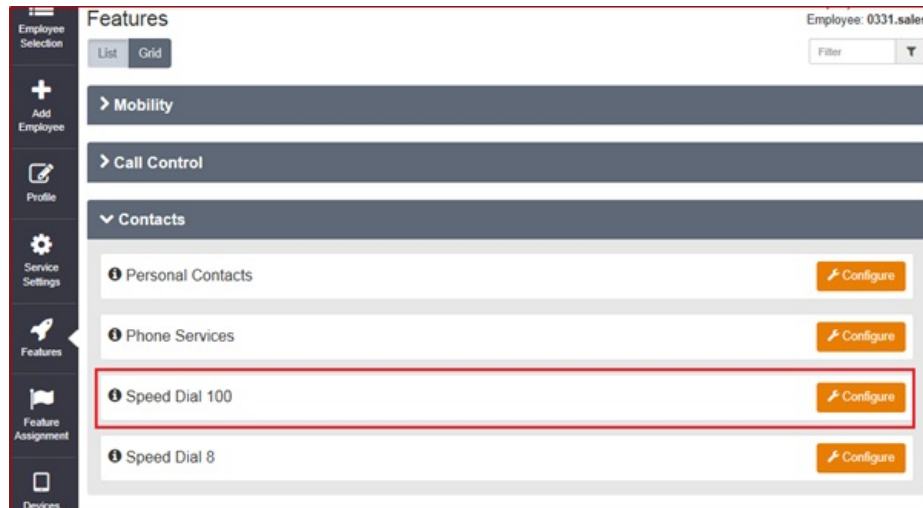 Employee
Selection
Add
Employee
Profile
Service
Settings
Features
Feature
Assignment
Devices
Features
Employee: 0331.sales
List Grid
Filter
Mobility
Call Control
Contacts
Personal Contacts
Configure
Phone Services
Configure
Speed Dial 100
Configure
Speed Dial 8
Configure